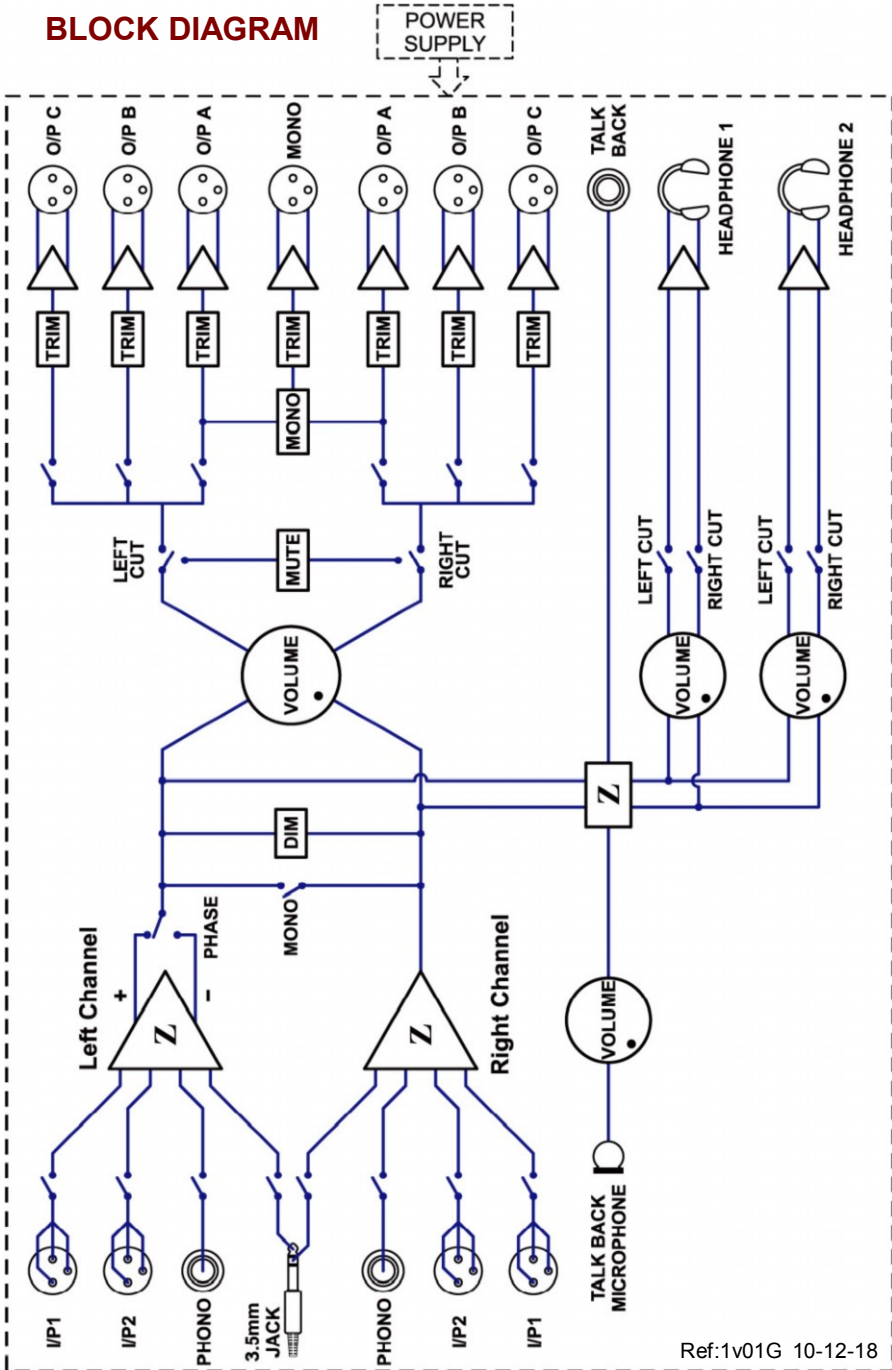 BLOCK DIAGRAM
POWER
SUPPLY
O/P C
O/P B
O/P A
MONO
O/P A
O/P B
O/P C
TALK
BACK
HEADPHONE 1
HEADPHONE 2
TRIM
TRIM
TRIM
TRIM
TRIM
TRIM
TRIM
MONO
LEFT
CUT
MUTE
RIGHT
CUT
LEFT CUT
RIGHT CUT
LEFT CUT
RIGHT CUT
VOLUME
VOLUME
VOLUME
Z
DIM
MONO
PHASE
Left Channel
+
–
Z
Right Channel
Z
VOLUME
I/P1
I/P2
PHONO
3.5mm
JACK
PHONO
I/P2
I/P1
TALK BACK
MICROPHONE
Ref:1v01G 10-12-18